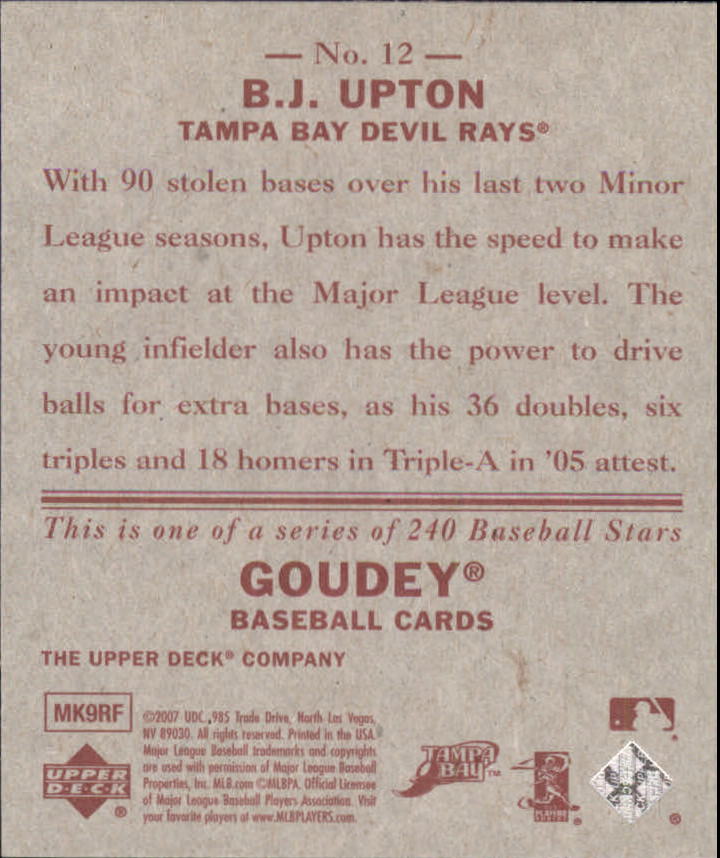 — No. 12 —
B.J. UPTON
TAMPA BAY DEVIL RAYS®
With 90 stolen bases over his last two Minor
League seasons, Upton has the speed to make
an impact at the Major League level. The
young infielder also has the power to drive
balls for extra bases, as his 36 doubles, six
triples and 18 homers in Triple-A in '05 attest.
This is one of a series of 240 Baseball Stars
GOUDEY®
BASEBALL CARDS
THE UPPER DECK® COMPANY
MK9RF
©2007 UDC, 985 Trade Drive, North Las Vegas,
NV 89030. All rights reserved. Printed in the USA.
Major League Baseball trademarks and copyrights
are used with permission of Major League Baseball
Properties, Inc. MLB.com ©MLBPA. Official Licensee
of Major League Baseball Players Association. Visit
your favorite players at www.MLBPLAYERS.com.
UPPER
D·E·C·K
®
TAMPA
BAY™
®
®